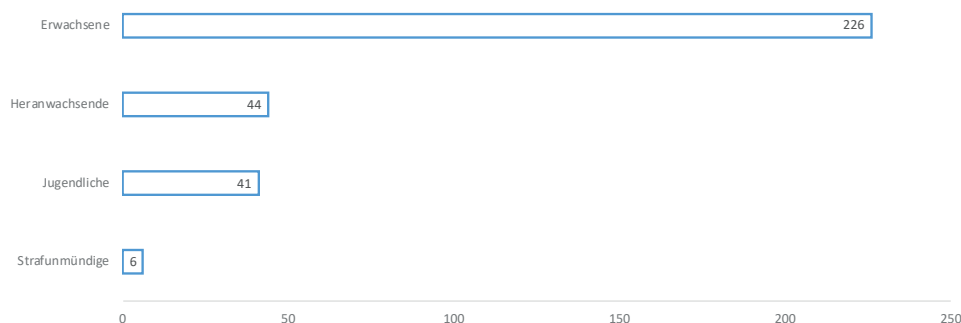 Erwachsene 226
Heranwachsende 44
Jugendliche 41
Strafunmündige 6
0 50 100 150 200 250